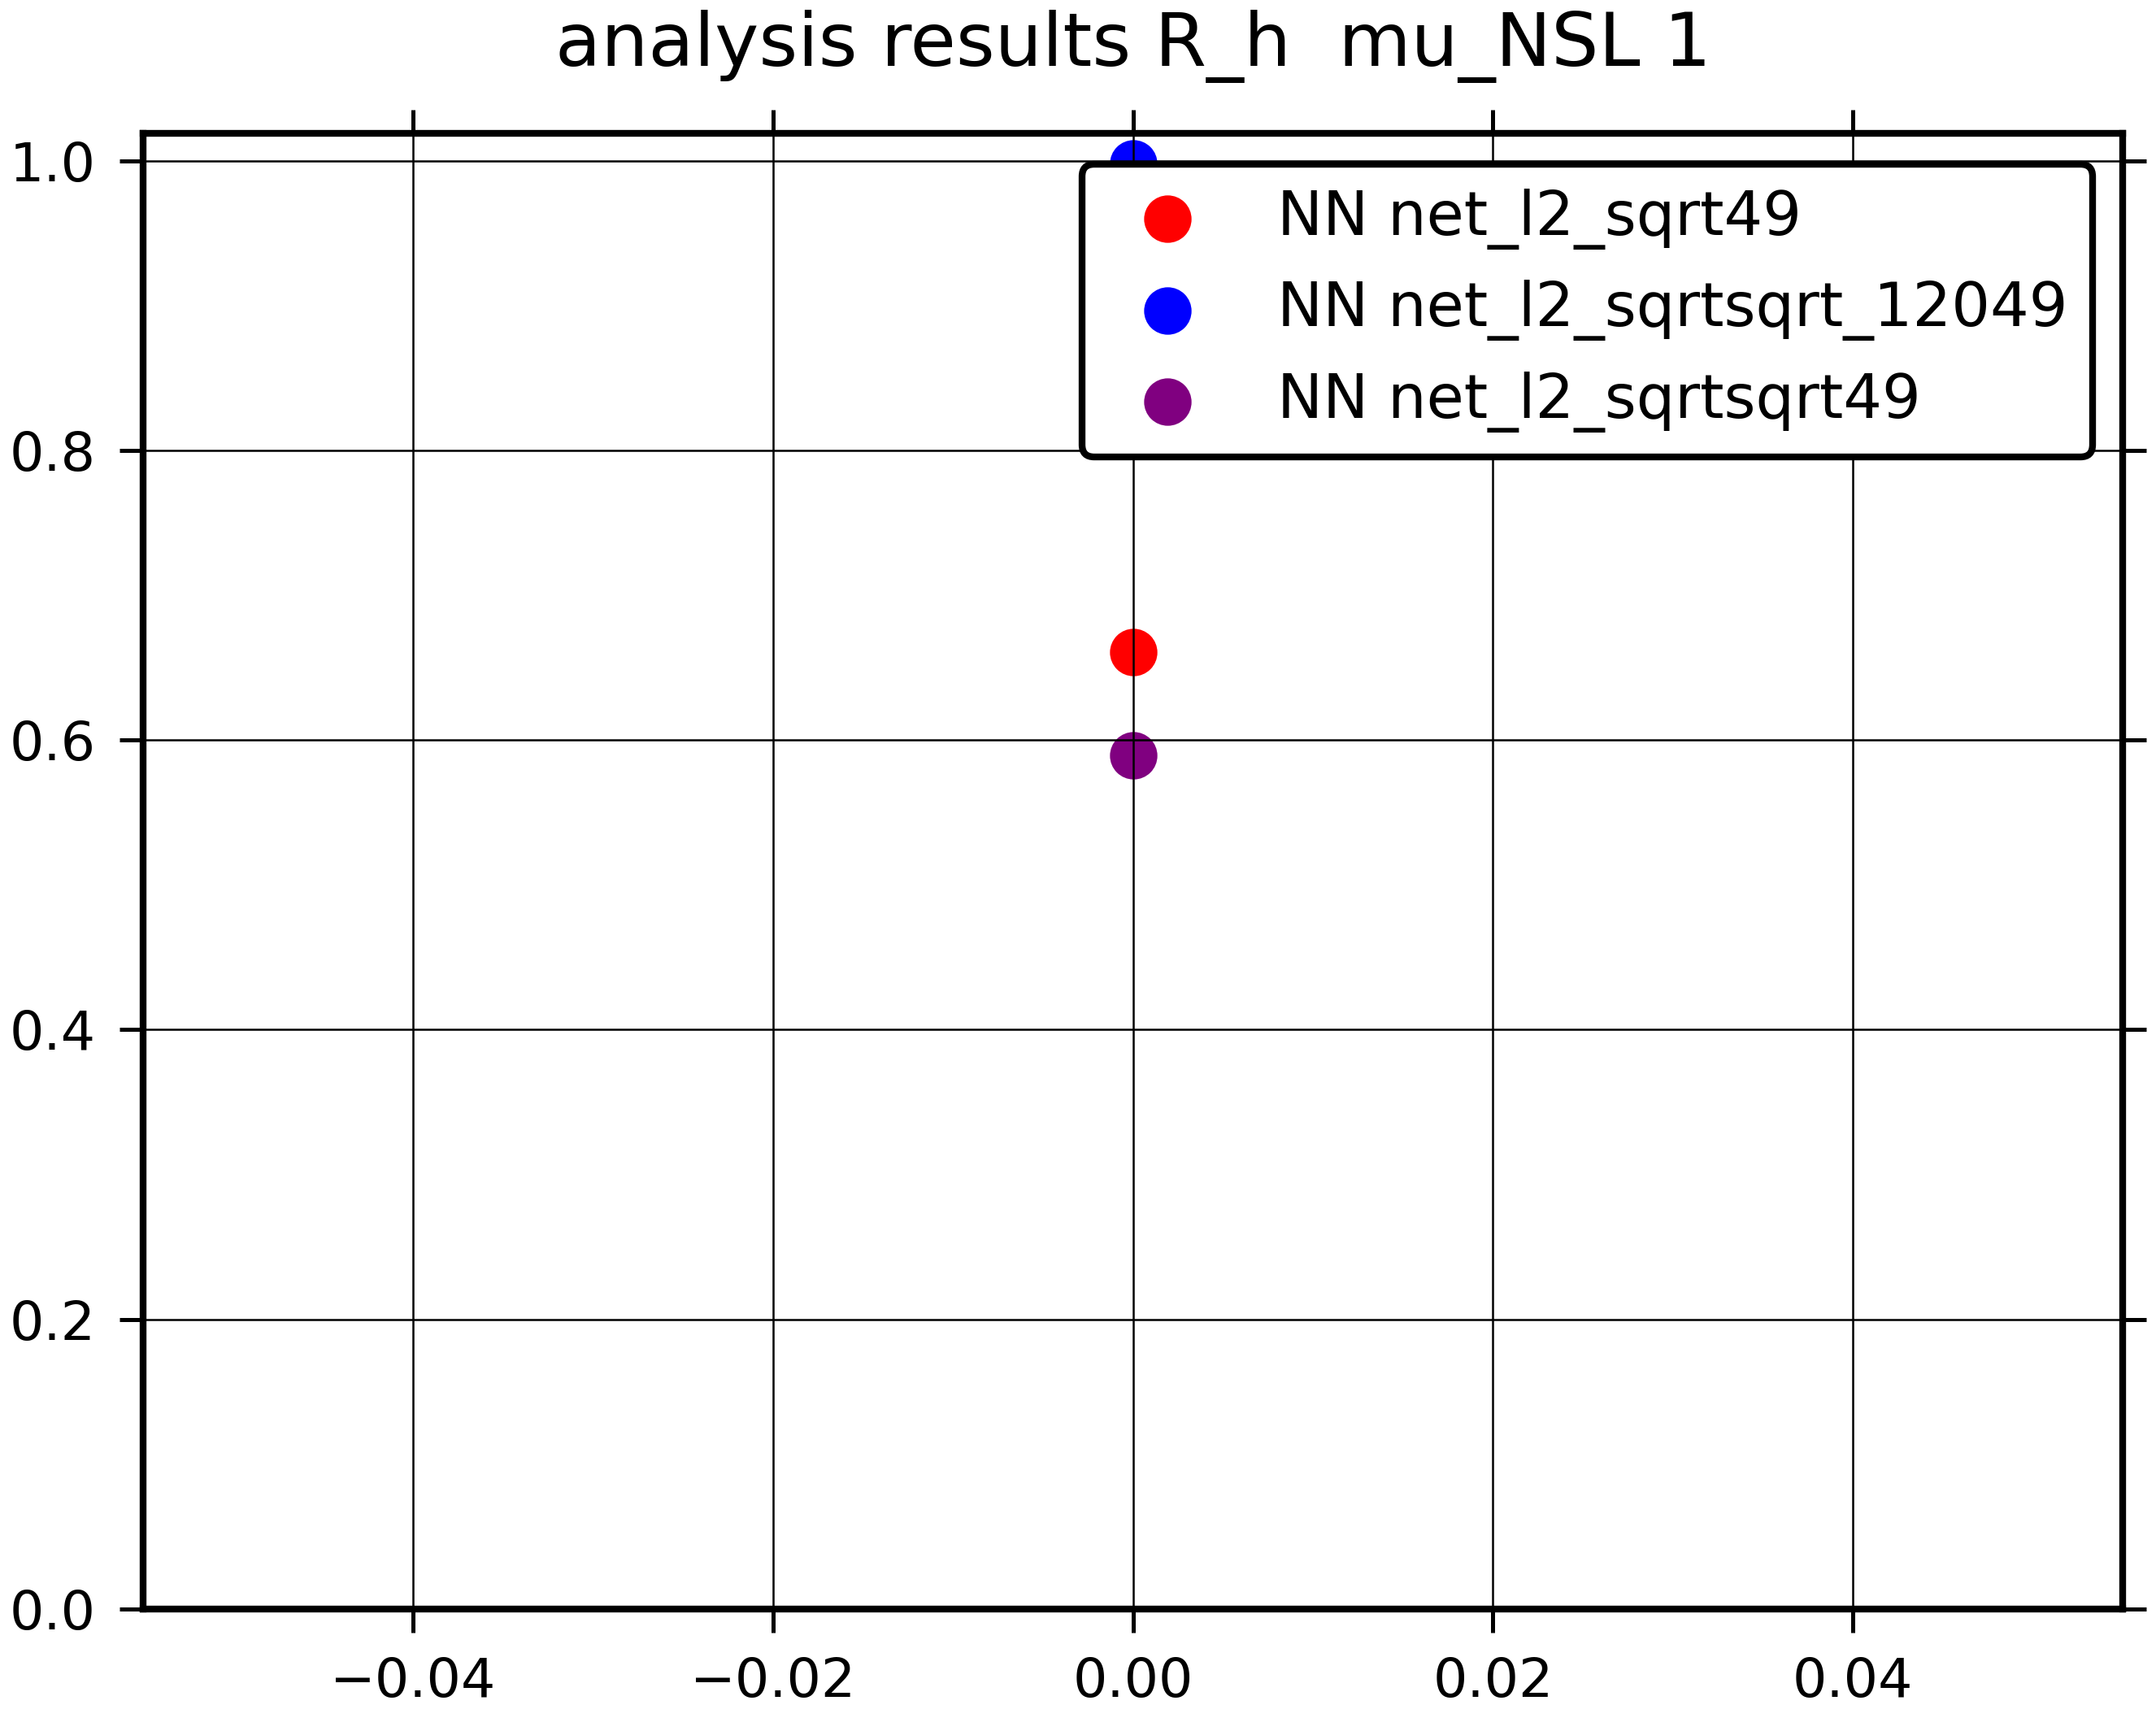 analysis results R_h  mu_NSL 1
1.0
NN net_l2_sqrt49
NN net_l2_sqrtsqrt_12049
NN net_l2_sqrtsqrt49
0.8
0.6
0.4
0.2
0.0
−0.04 −0.02 0.00 0.02 0.04